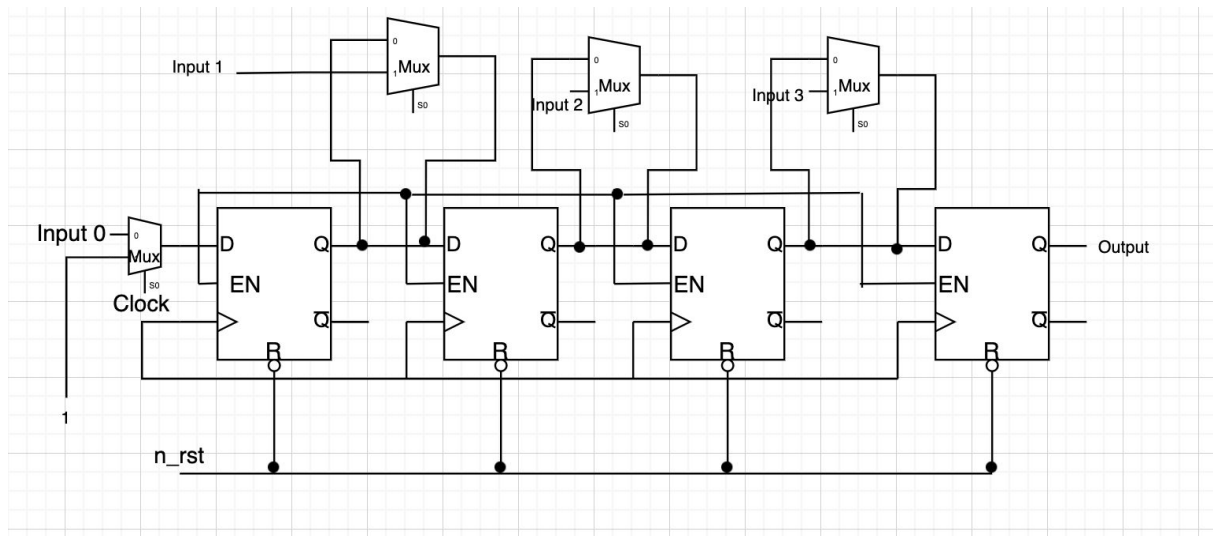 0
Input 1
1
Mux
S0
0
1
Mux
Input 2
S0
0
1
Mux
Input 3
S0
Input 0
0
Mux
S0
Clock
1
D
Q
EN
Q
R
D
Q
EN
Q
R
D
Q
EN
Q
R
D
Q
EN
Q
R
Output
n_rst